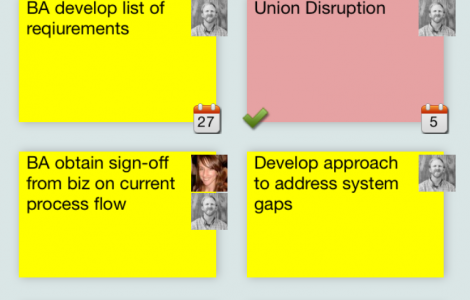 BA develop list of
reqiurements
27
Union Disruption
5
BA obtain sign-off
from biz on current
process flow
Develop approach
to address system
gaps